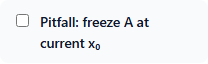 Pitfall: freeze A at
current x₀